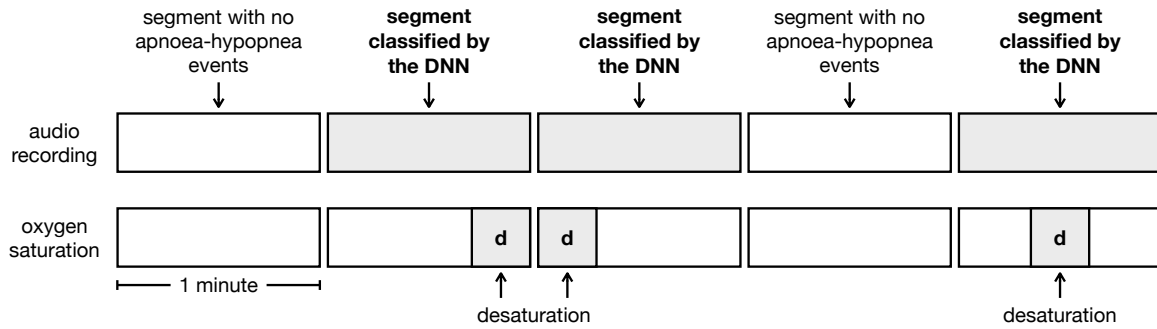 segment with no
apnoea-hypopnea
events
segment
classified by
the DNN
segment
classified by
the DNN
segment with no
apnoea-hypopnea
events
segment
classified by
the DNN
audio
recording
oxygen
saturation
d
d
d
1 minute
desaturation
desaturation